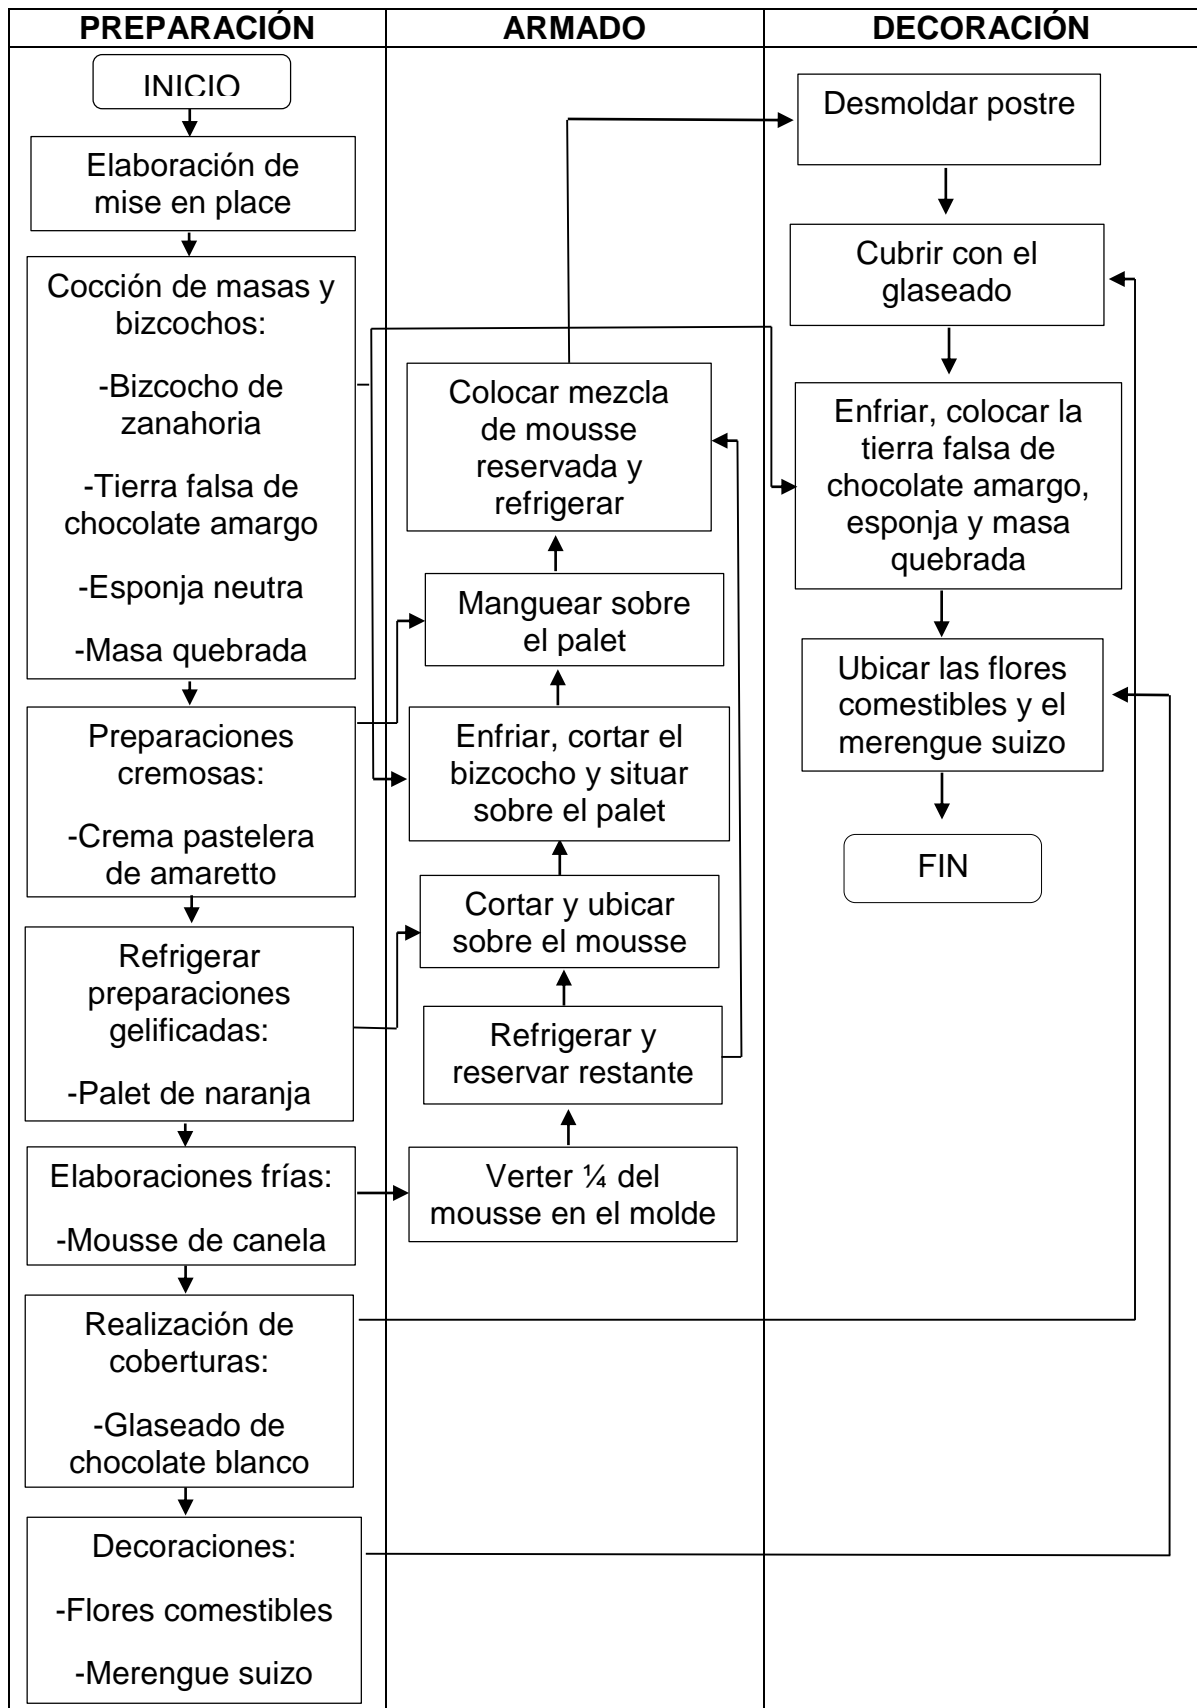 PREPARACIÓN
ARMADO
DECORACIÓN
INICIO
Elaboración de
mise en place
Cocción de masas y
bizcochos:
-Bizcocho de
zanahoria
-Tierra falsa de
chocolate amargo
-Esponja neutra
-Masa quebrada
Preparaciones
cremosas:
-Crema pastelera
de amaretto
Refrigerar
preparaciones
gelificadas:
-Palet de naranja
Elaboraciones frías:
-Mousse de canela
Realización de
coberturas:
-Glaseado de
chocolate blanco
Decoraciones:
-Flores comestibles
-Merengue suizo
Colocar mezcla
de mousse
reservada y
refrigerar
Manguear sobre
el palet
Enfriar, cortar el
bizcocho y situar
sobre el palet
Cortar y ubicar
sobre el mousse
Refrigerar y
reservar restante
Verter ¼ del
mousse en el molde
Desmoldar postre
Cubrir con el
glaseado
Enfriar, colocar la
tierra falsa de
chocolate amargo,
esponja y masa
quebrada
Ubicar las flores
comestibles y el
merengue suizo
FIN